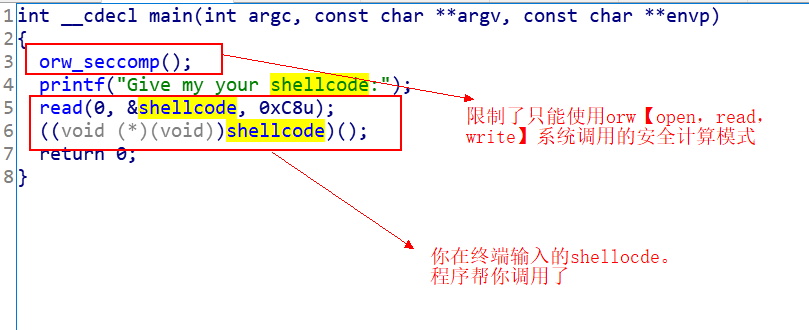 1 int __cdecl main(int argc, const char **argv, const char **envp)
2 {
3 orw_seccomp();
4 printf("Give my your shellcode:");
5 read(0, &shellcode, 0xC8u);
6 ((void (*)(void))shellcode)();
7 return 0;
8 }
限制了只能使用orw【open，read，
write】系统调用的安全计算模式
你在终端输入的shellocde。
程序帮你调用了